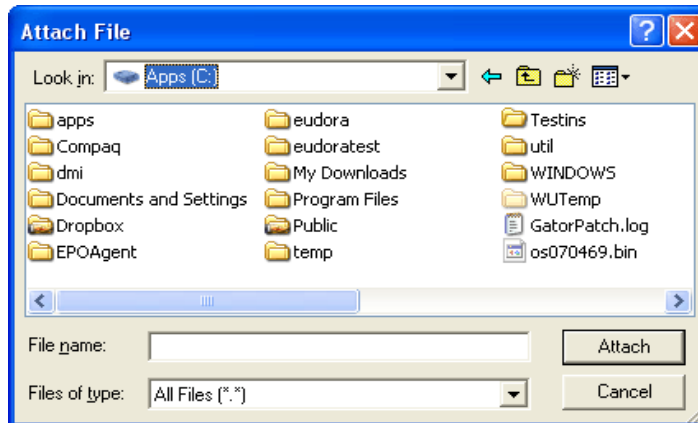 Attach File
Look in: Apps (C:)
apps eudora Testins
Compaq eudoratest util
dmi My Downloads WINDOWS
Documents and Settings Program Files WUTemp
Dropbox Public GatorPatch.log
EPOAgent temp os070469.bin
File name: Attach
Files of type: All Files (*.*) Cancel